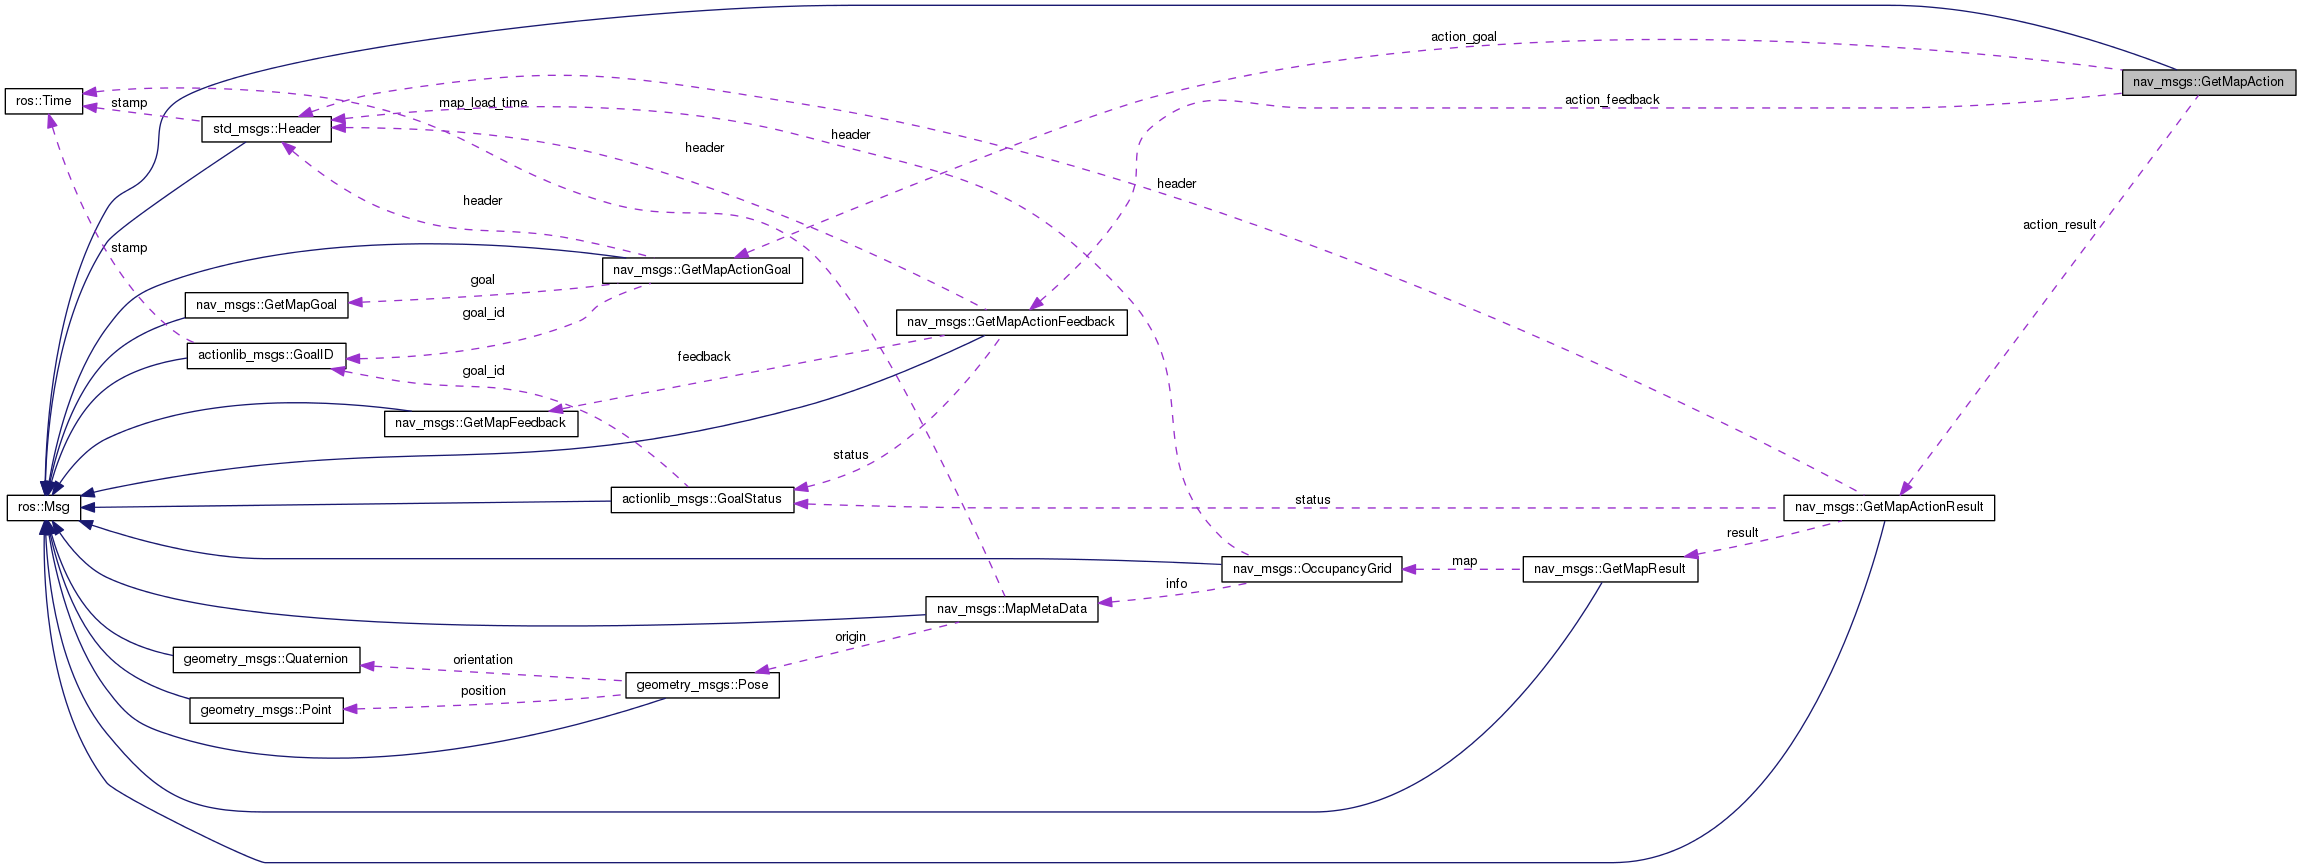 action_goal
nav_msgs::GetMapAction
ros::Time
stamp
map_load_time
action_feedback
std_msgs::Header
header
header
header
header
action_result
stamp
nav_msgs::GetMapActionGoal
goal
nav_msgs::GetMapGoal
goal_id
nav_msgs::GetMapActionFeedback
actionlib_msgs::GoalID
feedback
goal_id
nav_msgs::GetMapFeedback
status
actionlib_msgs::GoalStatus
status
ros::Msg
nav_msgs::GetMapActionResult
result
map
nav_msgs::OccupancyGrid
nav_msgs::GetMapResult
info
nav_msgs::MapMetaData
origin
geometry_msgs::Quaternion
orientation
geometry_msgs::Pose
position
geometry_msgs::Point